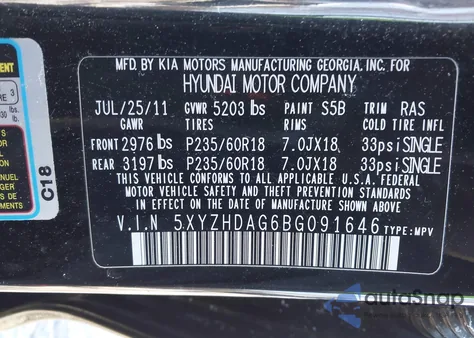 MFD. BY KIA MOTORS MANUFACTURING GEORGIA, INC. FOR
HYUNDAI MOTOR COMPANY
JUL/25/11 GVWR 5203 lbs PAINT S5B TRIM RAS
GAWR TIRES RIMS COLD TIRE INFL
FRONT 2976 lbs P235/60R18 7.0JX18 33psi SINGLE
REAR 3197 lbs P235/60R18 7.0JX18 33psi SINGLE
THIS VEHICLE CONFORMS TO ALL APPLICABLE U.S.A. FEDERAL
MOTOR VEHICLE SAFETY, BUMPER AND THEFT PREVENTION STANDARDS
IN EFFECT ON THE DATE OF MANUFACTURE
SHOWN ABOVE.
V.I.N 5XYZHDAG6BG091646 TYPE: MPV
C18
autoSnap